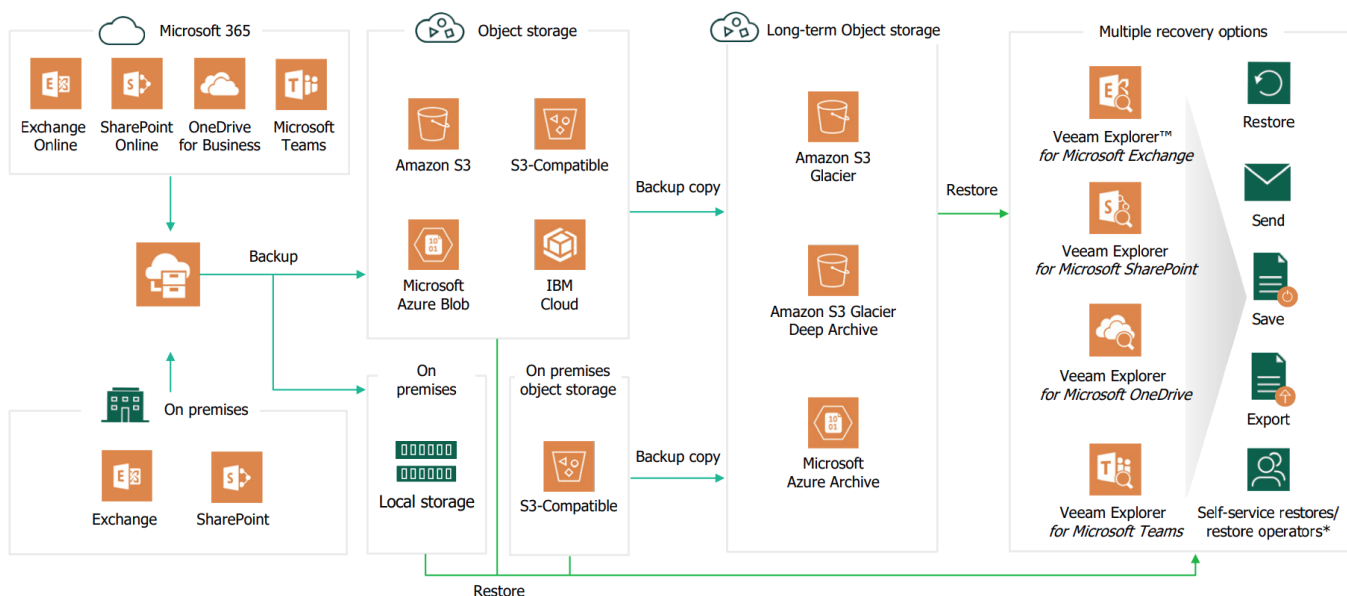 Microsoft 365
Exchange
Online
SharePoint
Online
OneDrive
for Business
Microsoft
Teams
Backup
On premises
Exchange
SharePoint
Object storage
Amazon S3
S3-Compatible
Microsoft
Azure Blob
IBM
Cloud
On
premises
Local storage
On premises
object storage
S3-Compatible
Backup copy
Backup copy
Long-term Object storage
Amazon S3
Glacier
Amazon S3 Glacier
Deep Archive
Microsoft
Azure Archive
Restore
Restore
Multiple recovery options
Veeam Explorer™
for Microsoft Exchange
Veeam Explorer
for Microsoft SharePoint
Veeam Explorer
for Microsoft OneDrive
Veeam Explorer
for Microsoft Teams
Restore
Send
Save
Export
Self-service restores/
restore operators*